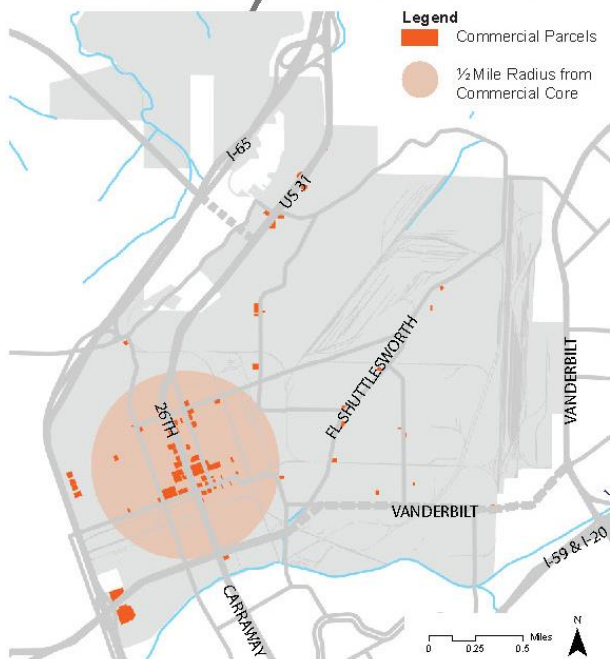 Legend
Commercial Parcels
½ Mile Radius from
Commercial Core
I-65
US 31
FL SHUTTLESWORTH
VANDERBILT
26TH
VANDERBILT
I-59 & I-20
CARRAWAY
N
Miles
0 0.25 0.5